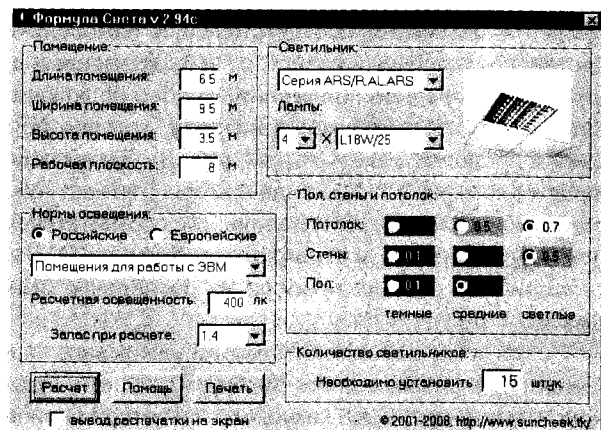 Формула Света v 2.94c
Помещение:
Длина помещения: 6.5 м
Ширина помещения: 9.5 м
Высота помещения: 3.5 м
Рабочая плоскость: 8 м
Светильник:
Серия ARS/R.ALARS
Лампы:
4 X L18W/25
Нормы освещения:
Российские Европейские
Помещения для работы с ЭВМ
Расчетная освещенность: 400 лк
Запас при расчете: 1.4
Пол, стены и потолок:
Потолок: 0.5 0.7
Стены: 0.1 0.5
Пол: 0.1
темные средние светлые
Количество светильников:
Необходимо установить 15 штук.
Расчет Помощь Печать
вывод распечатки на экран
© 2001-2008, http://www.suncheek.tk/